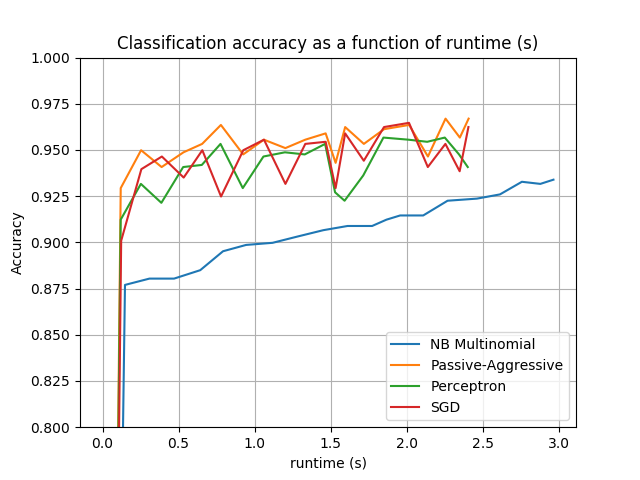 Classification accuracy as a function of runtime (s)
1.000
0.975
0.950
0.925
0.900
0.875
0.850
0.825
0.800
Accuracy
NB Multinomial
Passive-Aggressive
Perceptron
SGD
0.0 0.5 1.0 1.5 2.0 2.5 3.0
runtime (s)